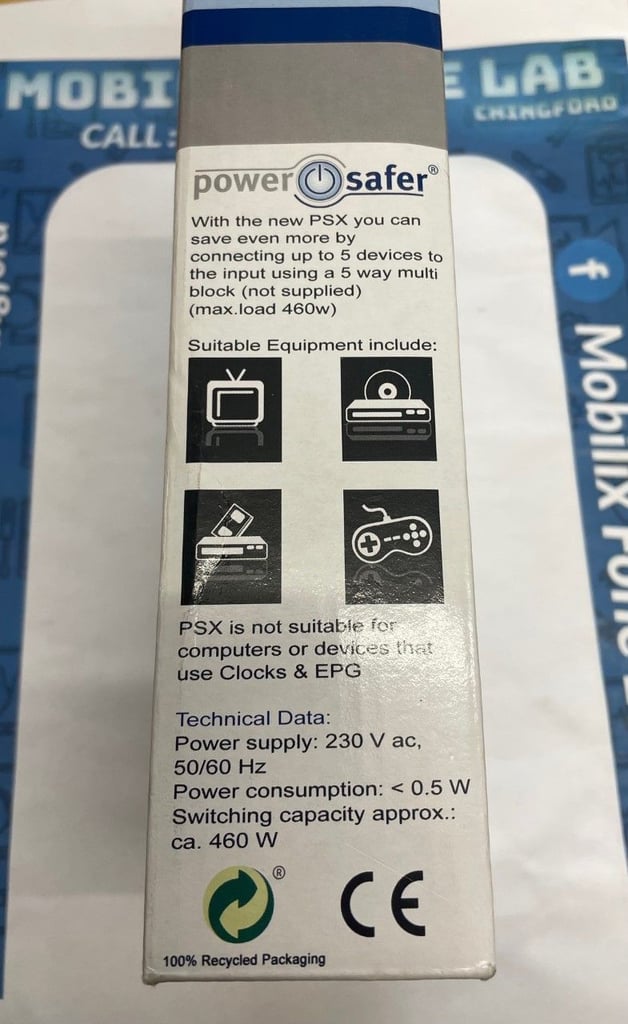 MOBI
E LAB
CHINGFORD
CALL:
power safer®
With the new PSX you can
save even more by
connecting up to 5 devices to
the input using a 5 way multi
block (not supplied)
(max.load 460w)
Suitable Equipment include:
PSX is not suitable for
computers or devices that
use Clocks & EPG
Technical Data:
Power supply: 230 V ac,
50/60 Hz
Power consumption: < 0.5 W
Switching capacity approx.:
ca. 460 W
®
CE
100% Recycled Packaging
f
Mobilix Fone